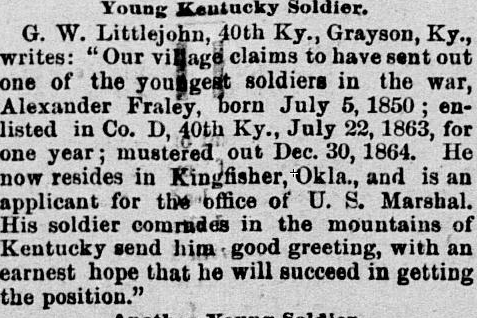 Young Kentucky Soldier.
G. W. Littlejohn, 40th Ky., Grayson, Ky.,
writes: "Our village claims to have sent out
one of the youngest soldiers in the war,
Alexander Fraley, born July 5, 1850; en-
listed in Co. D, 40th Ky., July 22, 1863, for
one year; mustered out Dec. 30, 1864. He
now resides in Kingfisher, Okla., and is an
applicant for the office of U. S. Marshal.
His soldier comrades in the mountains of
Kentucky send him good greeting, with an
earnest hope that he will succeed in getting
the position."
Another Young Soldier.